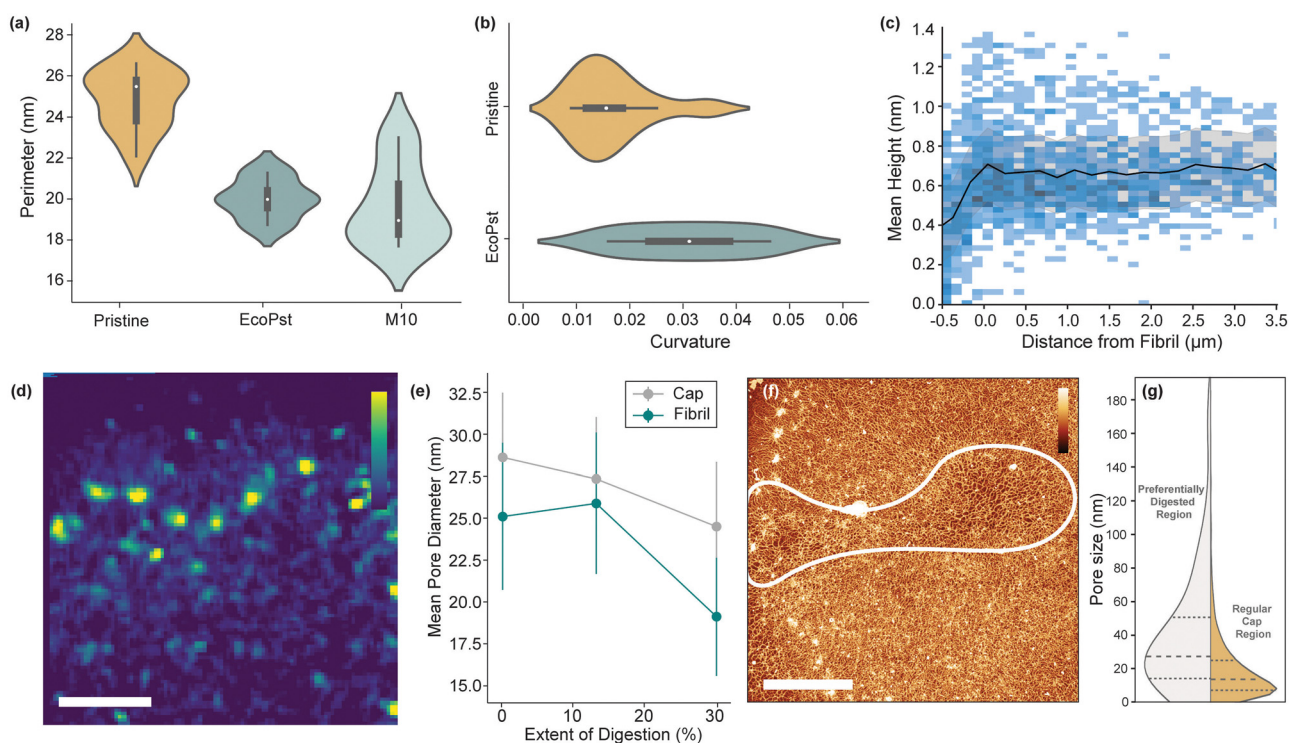 (a)
Perimeter (nm)
28
26
24
22
20
18
16
Pristine EcoPst M10
(b)
Pristine
EcoPst
0.00 0.01 0.02 0.03 0.04 0.05 0.06
Curvature
(c)
Mean Height (nm)
1.4
1.2
1.0
0.8
0.6
0.4
0.2
0.0
-0.5 0.0 0.5 1.0 1.5 2.0 2.5 3.0 3.5
Distance from Fibril (μm)
(d)
(e)
Mean Pore Diameter (nm)
32.5
30.0
27.5
25.0
22.5
20.0
17.5
15.0
Cap
Fibril
0 10 20 30
Extent of Digestion (%)
(f)
(g)
Pore size (nm)
180
160
140
120
100
80
60
40
20
0
Preferentially
Digested
Region
Regular
Cap
Region